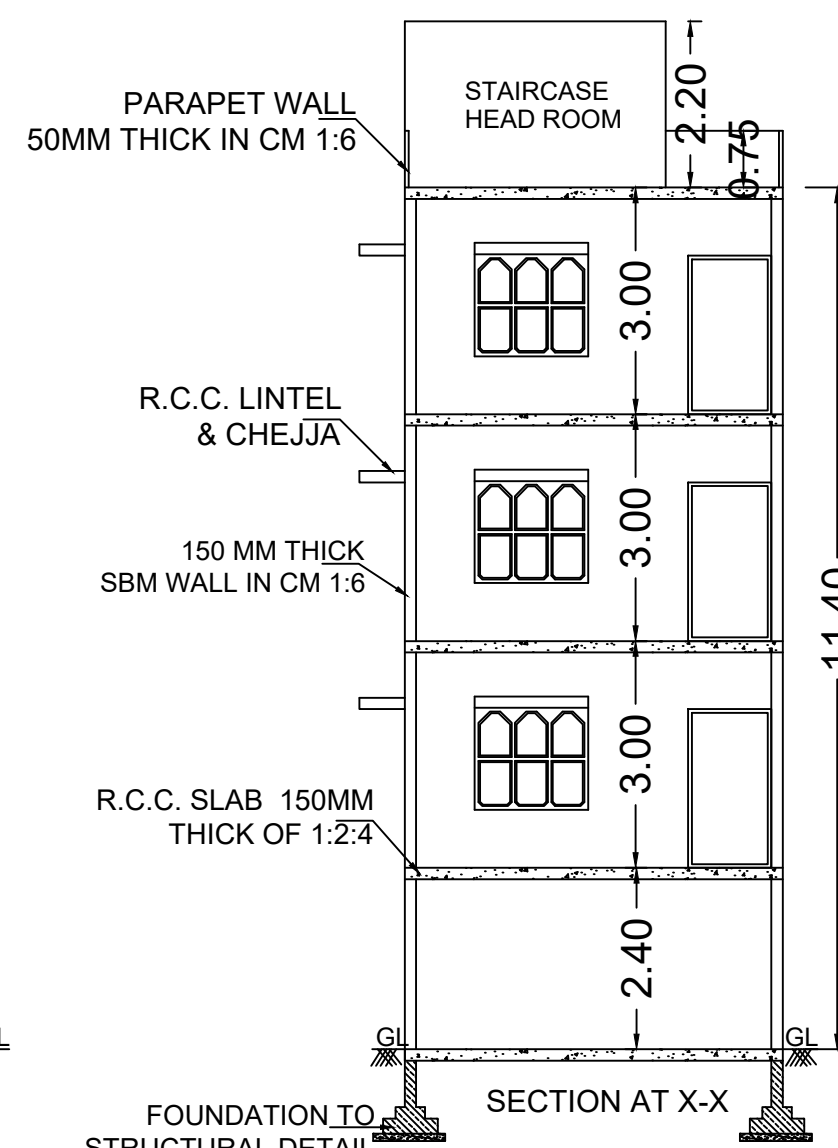 STAIRCASE
HEAD ROOM
2.20
0.75
PARAPET WALL
50MM THICK IN CM 1:6
3.00
R.C.C. LINTEL
& CHEJJA
3.00
150 MM THICK
SBM WALL IN CM 1:6
11.40
3.00
R.C.C. SLAB 150MM
THICK OF 1:2:4
2.40
GL
GL
SECTION AT X-X
FOUNDATION TO
STRUCTURAL DETAIL